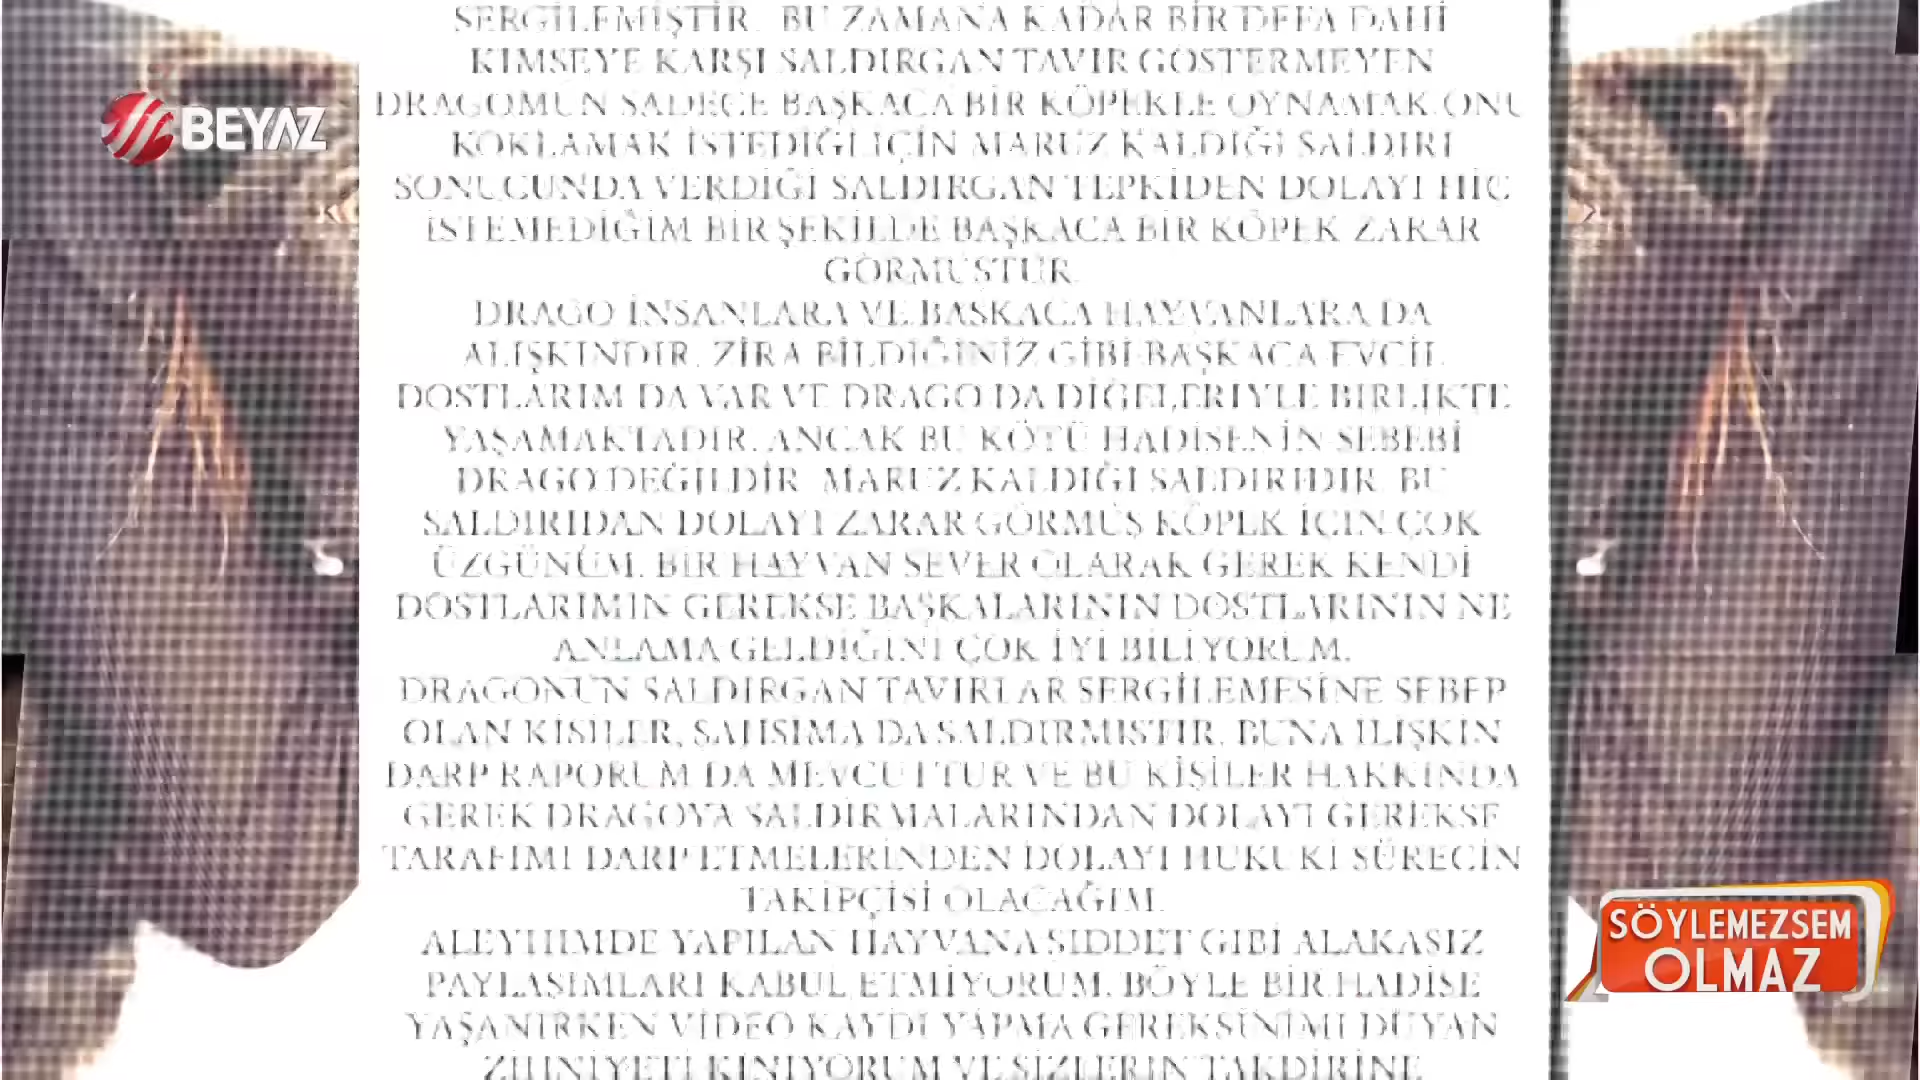 SERGİLEMİŞTİR. BU ZAMANA KADAR BİR DEFA DAHİ
KİMSEYE KARŞI SALDIRGAN TAVIR GÖSTERMEYEN
DRAGOMUN SADECE BAŞKACA BİR KÖPEKLE OYNAMAK ONU
KOKLAMAK İSTEDİĞİ İÇİN MARUZ KALDIĞI SALDIRI
SONUCUNDA VERDİĞİ SALDIRGAN TEPKİDEN DOLAYI HİÇ
İSTEMEDİĞİM BİR ŞEKİLDE BAŞKACA BİR KÖPEK ZARAR
GÖRMÜŞTÜR.
DRAGO İNSANLARA VE BAŞKACA HAYVANLARA DA
ALIŞKINDIR. ZİRA BİLDİĞİNİZ GİBİ BAŞKACA EVCİL
DOSTLARIM DA VAR VE DRAGO DA DİĞELERİYLE BİRLİKTE
YAŞAMAKTADIR. ANCAK BU KÖTÜ HADİSENİN SEBEBİ
DRAGO DEĞİLDİR. MARUZ KALDIĞI SALDIRIDIR. BU
SALDIRIDAN DOLAYI ZARAR GÖRMÜŞ KÖPEK İÇİN ÇOK
ÜZGÜNÜM. BİR HAYVAN SEVER OLARAK GEREK KENDİ
DOSTLARIMIN GEREKSE BAŞKALARININ DOSTLARININ NE
ANLAMA GELDİĞİNİ ÇOK İYİ BİLİYORUM.
DRAGONUN SALDIRGAN TAVIRLAR SERGİLEMESİNE SEBEP
OLAN KİŞİLER, ŞAHSIMA DA SALDIRMIŞTIR. BUNA İLİŞKİN
DARP RAPORUM DA MEVCUTTUR VE BU KİŞİLER HAKKINDA
GEREK DRAGOYA SALDIRMALARINDAN DOLAYI GEREKSE
TARAFIMI DARP ETMELERİNDEN DOLAYI HUKUKİ SÜRECİN
TAKİPÇİSİ OLACAĞIM.
ALEYHİMDE YAPILAN HAYVANA ŞİDDET GİBİ ALAKASIZ
PAYLAŞIMLARI KABUL ETMİYORUM. BÖYLE BİR HADİSE
YAŞANIRKEN VİDEO KAYDI YAPMA GEREKSİNİMİ DUYAN
ZİHNİYETİ KINIYORUM VE SİZLERİN TAKDİRİNE
BEYAZ
SÖYLEMEZSEM
OLMAZ